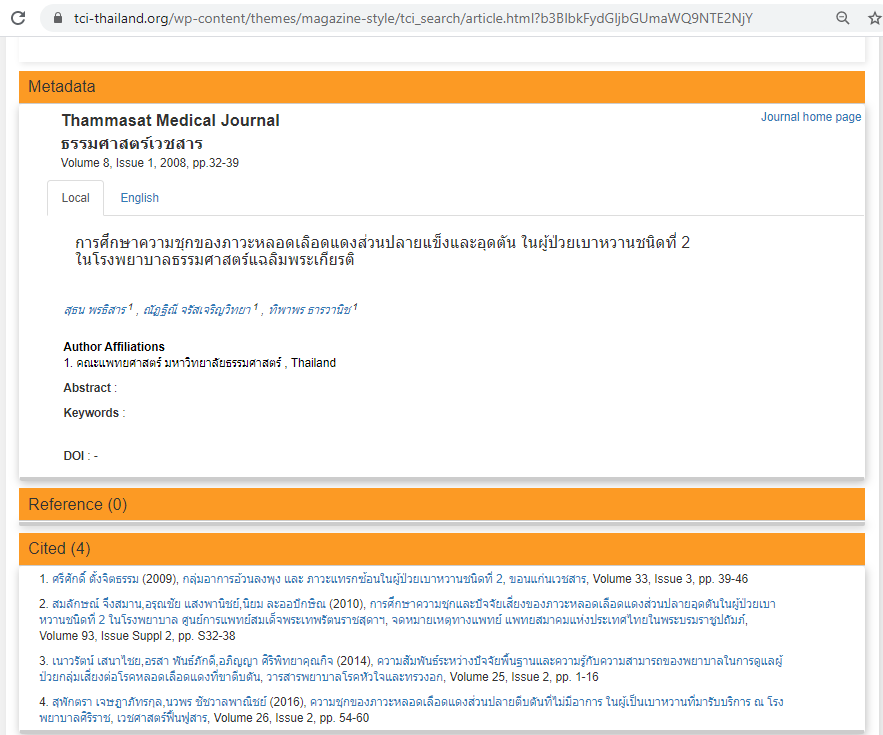 tci-thailand.org/wp-content/themes/magazine-style/tci_search/article.html?b3BlbkFydGljbGUmaWQ9NTE2NjY
Metadata
Thammasat Medical Journal
Journal home page
ธรรมศาสตร์เวชสาร
Volume 8, Issue 1, 2008, pp.32-39
Local
English
การศึกษาความชุกของภาวะหลอดเลือดแดงส่วนปลายแข็งและอุดตัน ในผู้ป่วยเบาหวานชนิดที่ 2
ในโรงพยาบาลธรรมศาสตร์เฉลิมพระเกียรติ
สุธน พรธิสาร 1 , ณัฏฐิณี จรัสเจริญวิทยา 1 , ทิพาพร ธารวานิช 1
Author Affiliations
1. คณะแพทยศาสตร์ มหาวิทยาลัยธรรมศาสตร์ , Thailand
Abstract :
Keywords :
DOI : -
Reference (0)
Cited (4)
1. ศรีศักดิ์ ตั้งจิตธรรม (2009), กลุ่มอาการอ้วนลงพุง และ ภาวะแทรกซ้อนในผู้ป่วยเบาหวานชนิดที่ 2, ขอนแก่นเวชสาร, Volume 33, Issue 3, pp. 39-46
2. สมลักษณ์ จึงสมาน,อรุณชัย แสงพานิชย์,นิยม ละออปักษิณ (2010), การศึกษาความชุกและปัจจัยเสี่ยงของภาวะหลอดเลือดแดงส่วนปลายอุดตันในผู้ป่วยเบา
หวานชนิดที่ 2 ในโรงพยาบาล ศูนย์การแพทย์สมเด็จพระเทพรัตนราชสุดาฯ, จดหมายเหตุทางแพทย์ แพทยสมาคมแห่งประเทศไทยในพระบรมราชูปถัมภ์,
Volume 93, Issue Suppl 2, pp. S32-38
3. เนาวรัตน์ เสนาไชย,อรสา พันธ์ภักดี,อภิญญา ศิริพิทยาคุณกิจ (2014), ความสัมพันธ์ระหว่างปัจจัยพื้นฐานและความรู้กับความสามารถของพยาบาลในการดูแลผู้
ป่วยกลุ่มเสี่ยงต่อโรคหลอดเลือดแดงที่ขาตีบตัน, วารสารพยาบาลโรคหัวใจและทรวงอก, Volume 25, Issue 2, pp. 1-16
4. สุพักตรา เจษฎาภัทรกุล,นวพร ชัชวาลพาณิชย์ (2016), ความชุกของภาวะหลอดเลือดแดงส่วนปลายตีบตันที่ไม่มีอาการ ในผู้เป็นเบาหวานที่มารับบริการ ณ โรง
พยาบาลศิริราช, เวชศาสตร์ฟื้นฟูสาร, Volume 26, Issue 2, pp. 54-60